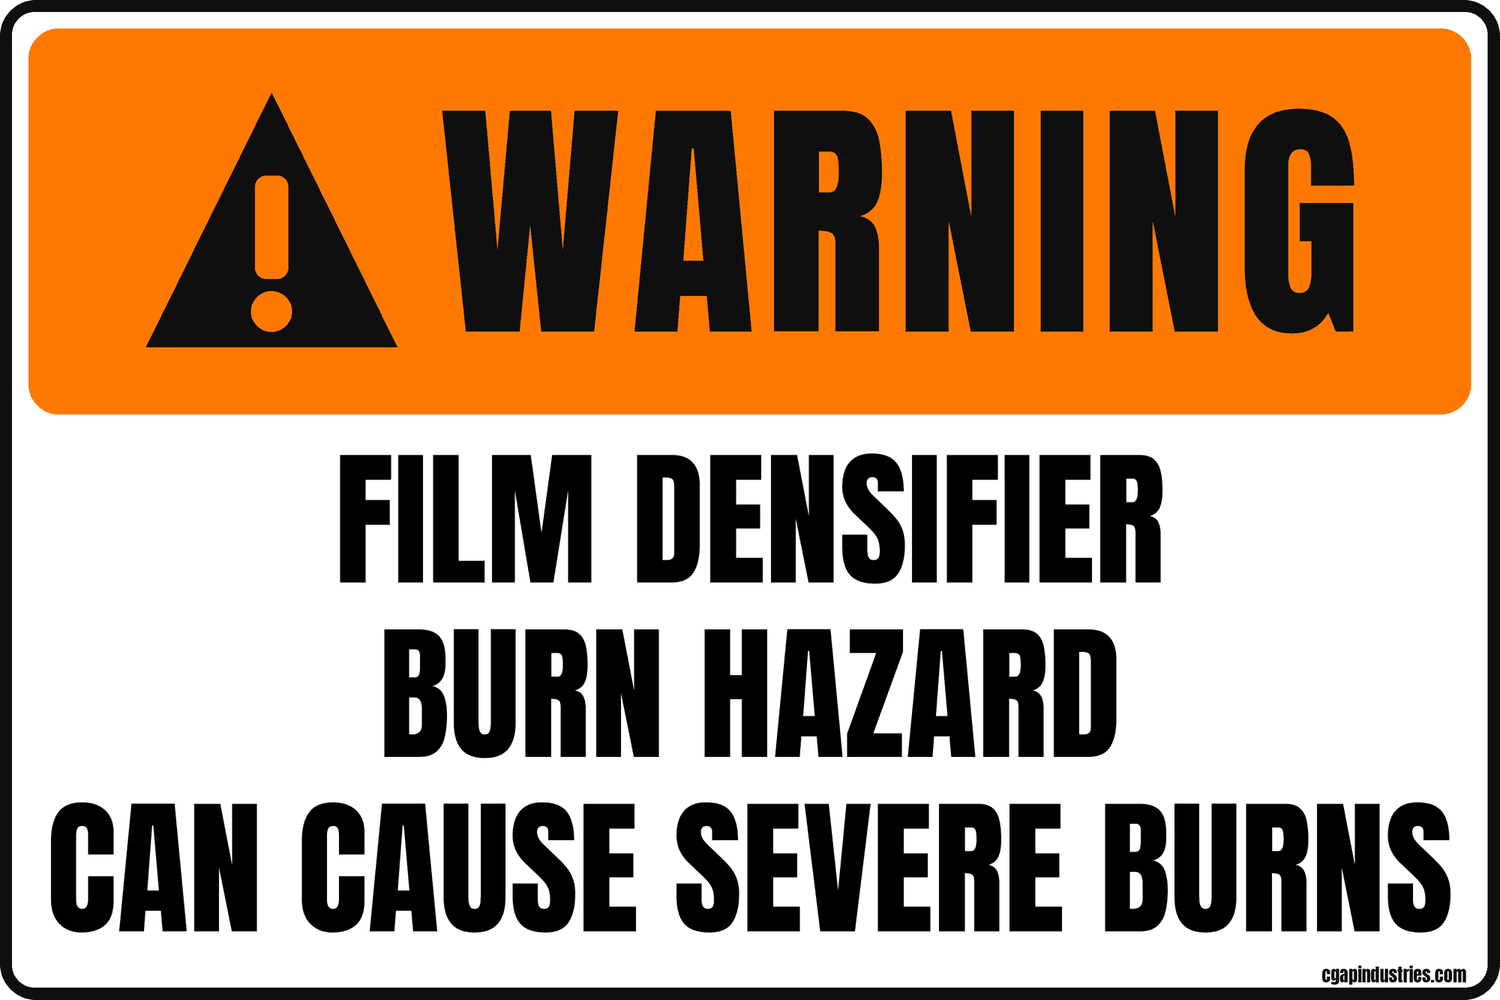 WARNING
FILM DENSIFIER
BURN HAZARD
CAN CAUSE SEVERE BURNS
cgapindustries.com